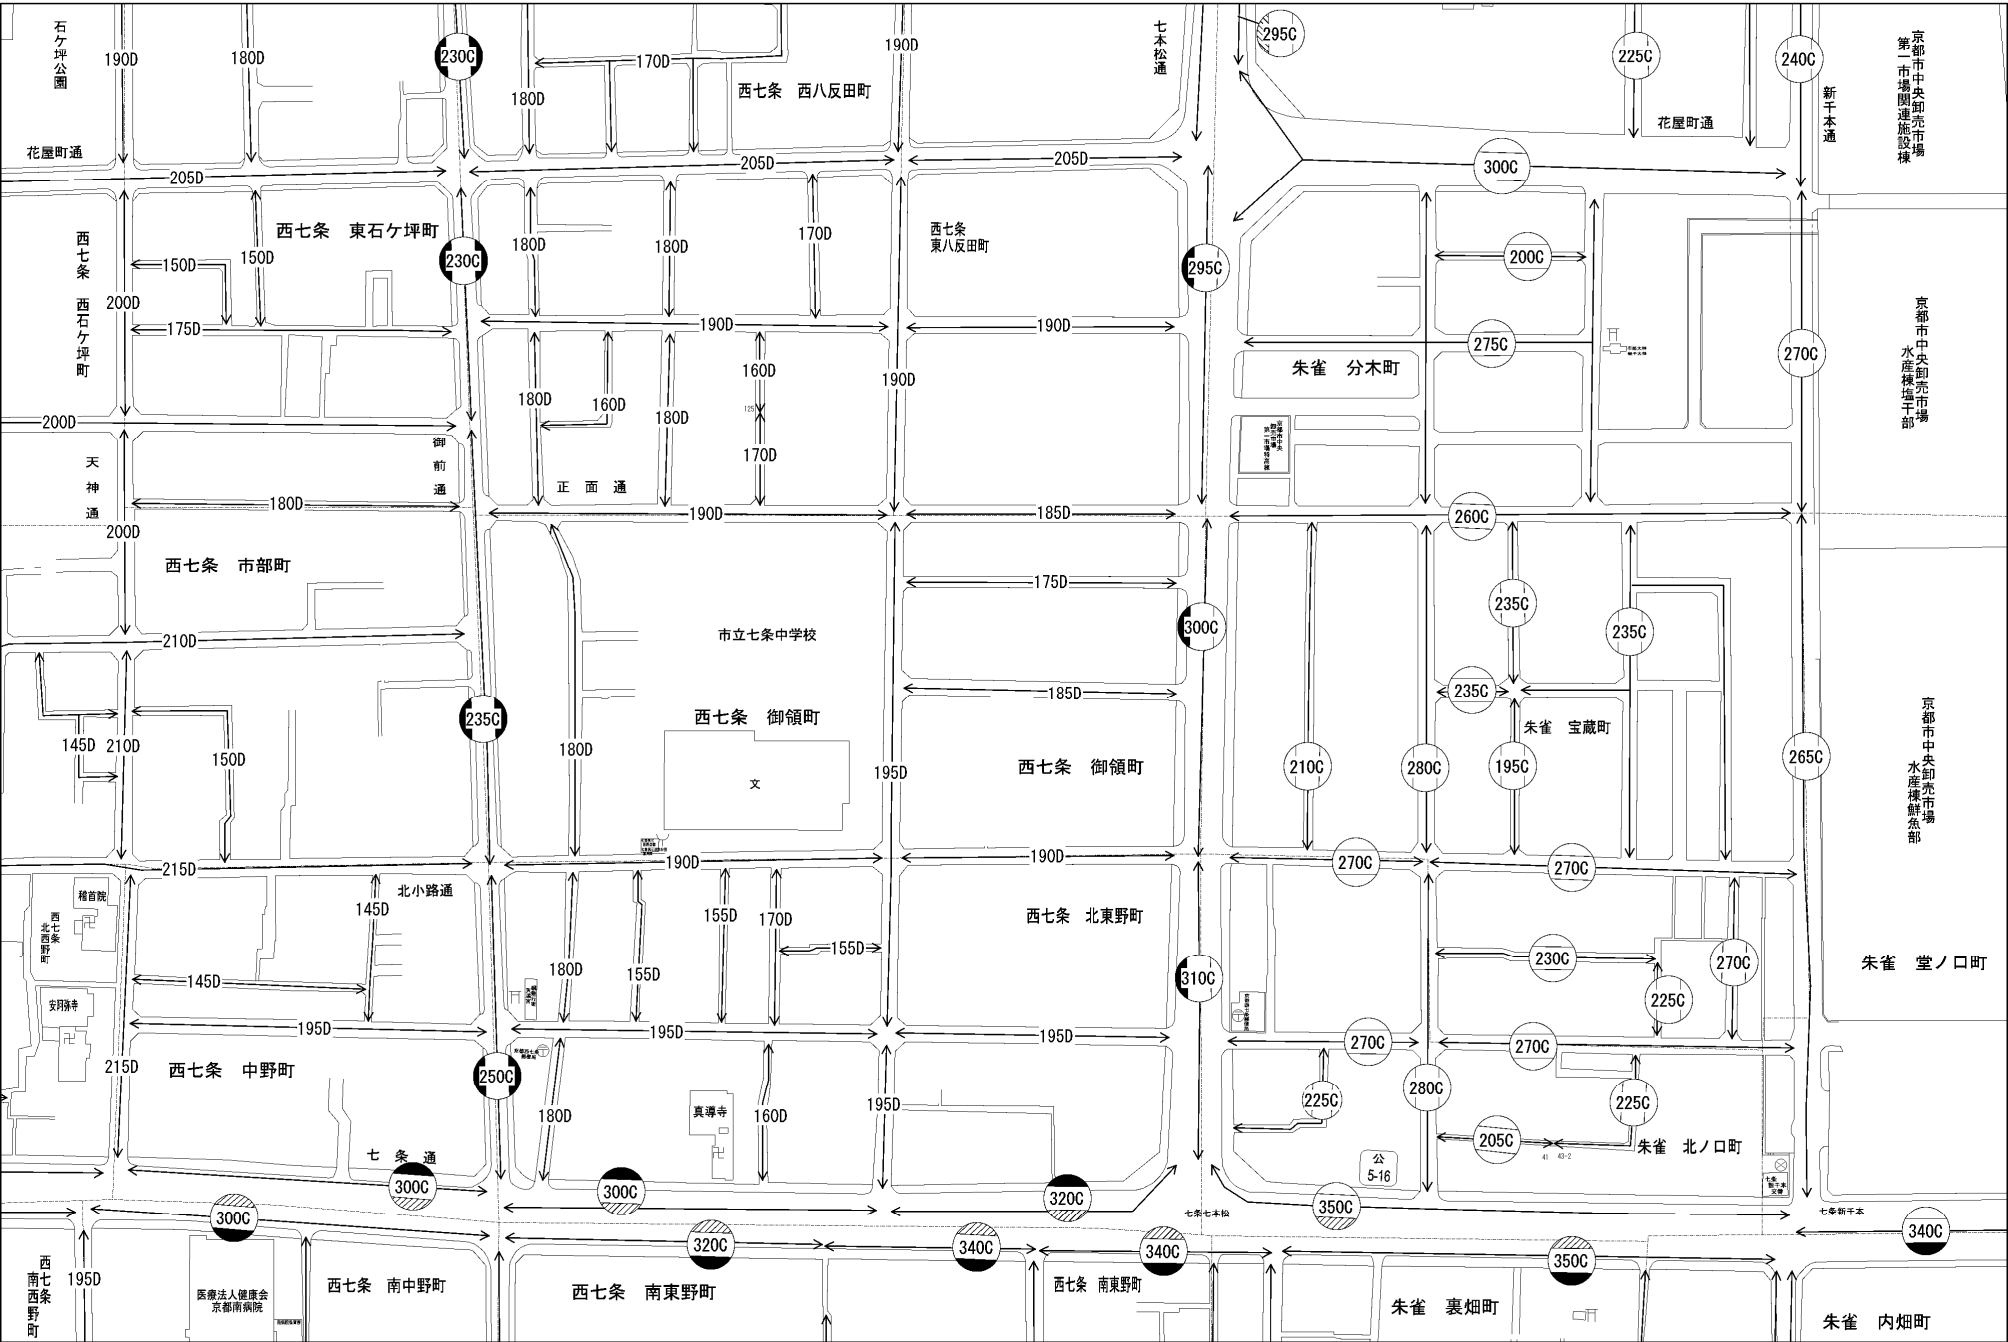 石ケ坪公園
190D
180D
230C
170D
180D
190D
七本松通
295C
225C
240C
新千本通
京都市中央卸売市場
第一市場関連施設棟
西七条 西八反田町
花屋町通
花屋町通
205D
205D
205D
300C
西七条 東石ケ坪町
西七条 西石ケ坪町
150D
150D
200D
175D
230C
180D
180D
170D
西七条
東八反田町
295C
200C
275C
270C
京都市中央卸売市場
水産棟塩干部
190D
190D
190D
180D
160D
180D
160D
125
170D
朱雀 分木町
200D
天神通
御前通
180D
200D
正面通
190D
185D
260C
西七条 市部町
210D
175D
300C
235C
235C
市立七条中学校
185D
235C
145D
210D
150D
235C
180D
西七条 御領町
文
195D
西七条 御領町
210C
280C
195C
朱雀 宝蔵町
265C
京都市中央卸売市場
水産棟鮮魚部
215D
190D
190D
270C
270C
稱首院
西七条
北西野町
北小路通
145D
145D
155D
170D
155D
180D
155D
西七条 北東野町
310C
230C
225C
270C
朱雀 堂ノ口町
安阿弥寺
195D
195D
195D
270C
270C
215D
西七条 中野町
250C
180D
真導寺
160D
195D
225C
280C
225C
205C
41
43-2
朱雀 北ノ口町
公
5-16
七条通
300C
300C
320C
350C
七条七本松
七条新千本
300C
320C
340C
340C
350C
340C
195D
西七条
南西野町
医療法人健康会
京都南病院
西七条 南中野町
西七条 南東野町
西七条 南東野町
朱雀 裏畑町
朱雀 内畑町